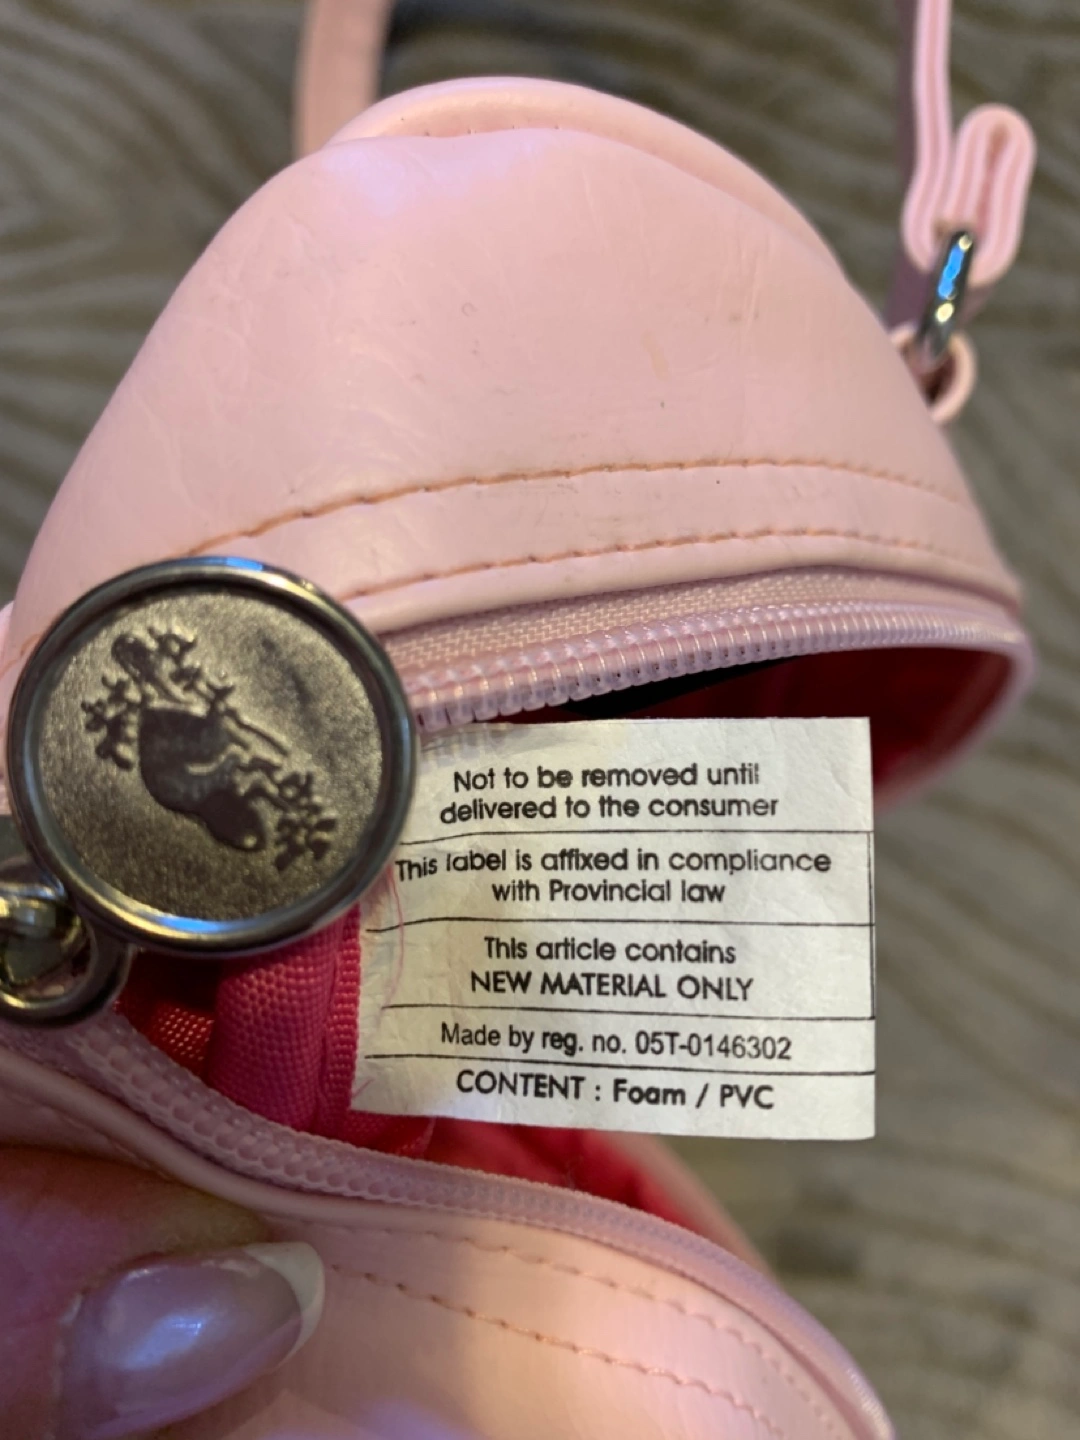 Not to be removed until
delivered to the consumer
This label is affixed in compliance
with Provincial law
This article contains
NEW MATERIAL ONLY
Made by reg. no. 05T-0146302
CONTENT : Foam / PVC